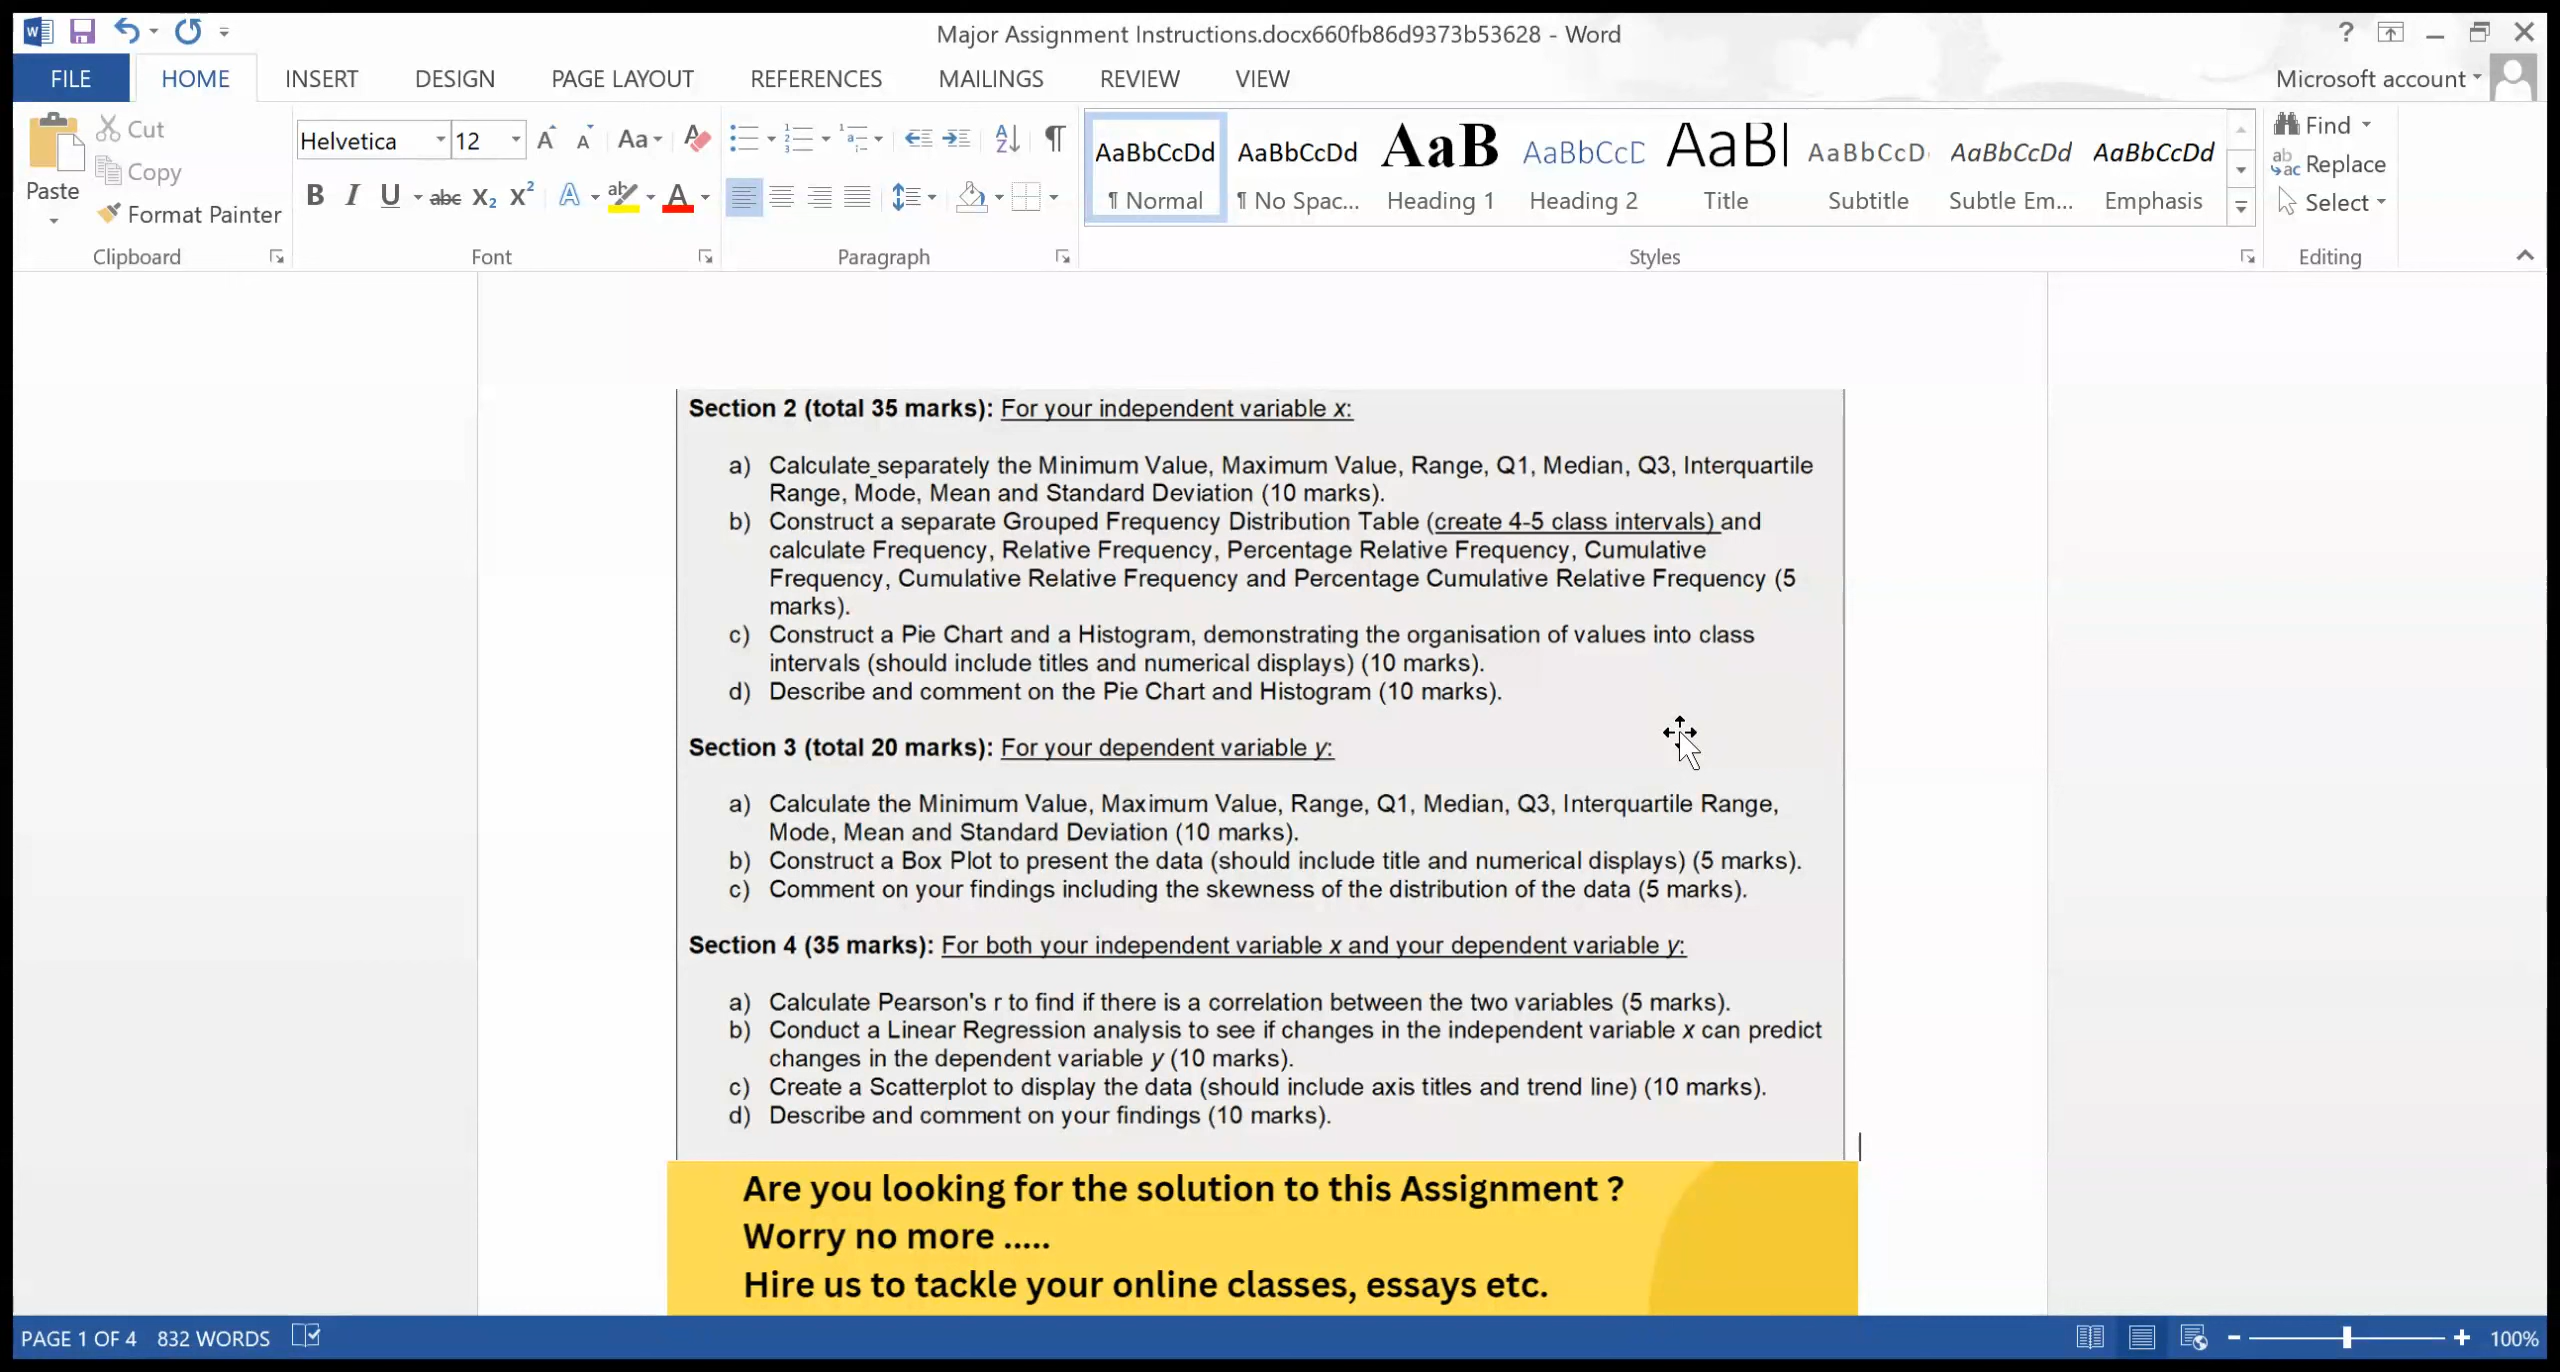 Major Assignment Instructions.docx660fb86d9373b53628 - Word
FILE HOME INSERT DESIGN PAGE LAYOUT REFERENCES MAILINGS REVIEW VIEW Microsoft account
Paste
Cut
Copy
Format Painter
Clipboard
Helvetica 12
Font
Paragraph
AaBbCcDd AaBbCcDd AaB AaBbCcC AaBl AaBbCcD AaBbCcDd AaBbCcDd
¶ Normal ¶ No Spac... Heading 1 Heading 2 Title Subtitle Subtle Em... Emphasis
Styles
Find
Replace
Select
Editing
Section 2 (total 35 marks): For your independent variable x:
a) Calculate separately the Minimum Value, Maximum Value, Range, Q1, Median, Q3, Interquartile
Range, Mode, Mean and Standard Deviation (10 marks).
b) Construct a separate Grouped Frequency Distribution Table (create 4-5 class intervals) and
calculate Frequency, Relative Frequency, Percentage Relative Frequency, Cumulative
Frequency, Cumulative Relative Frequency and Percentage Cumulative Relative Frequency (5
marks).
c) Construct a Pie Chart and a Histogram, demonstrating the organisation of values into class
intervals (should include titles and numerical displays) (10 marks).
d) Describe and comment on the Pie Chart and Histogram (10 marks).
Section 3 (total 20 marks): For your dependent variable y:
a) Calculate the Minimum Value, Maximum Value, Range, Q1, Median, Q3, Interquartile Range,
Mode, Mean and Standard Deviation (10 marks).
b) Construct a Box Plot to present the data (should include title and numerical displays) (5 marks).
c) Comment on your findings including the skewness of the distribution of the data (5 marks).
Section 4 (35 marks): For both your independent variable x and your dependent variable y:
a) Calculate Pearson's r to find if there is a correlation between the two variables (5 marks).
b) Conduct a Linear Regression analysis to see if changes in the independent variable x can predict
changes in the dependent variable y (10 marks).
c) Create a Scatterplot to display the data (should include axis titles and trend line) (10 marks).
d) Describe and comment on your findings (10 marks).
Are you looking for the solution to this Assignment ?
Worry no more .....
Hire us to tackle your online classes, essays etc.
PAGE 1 OF 4 832 WORDS 100%